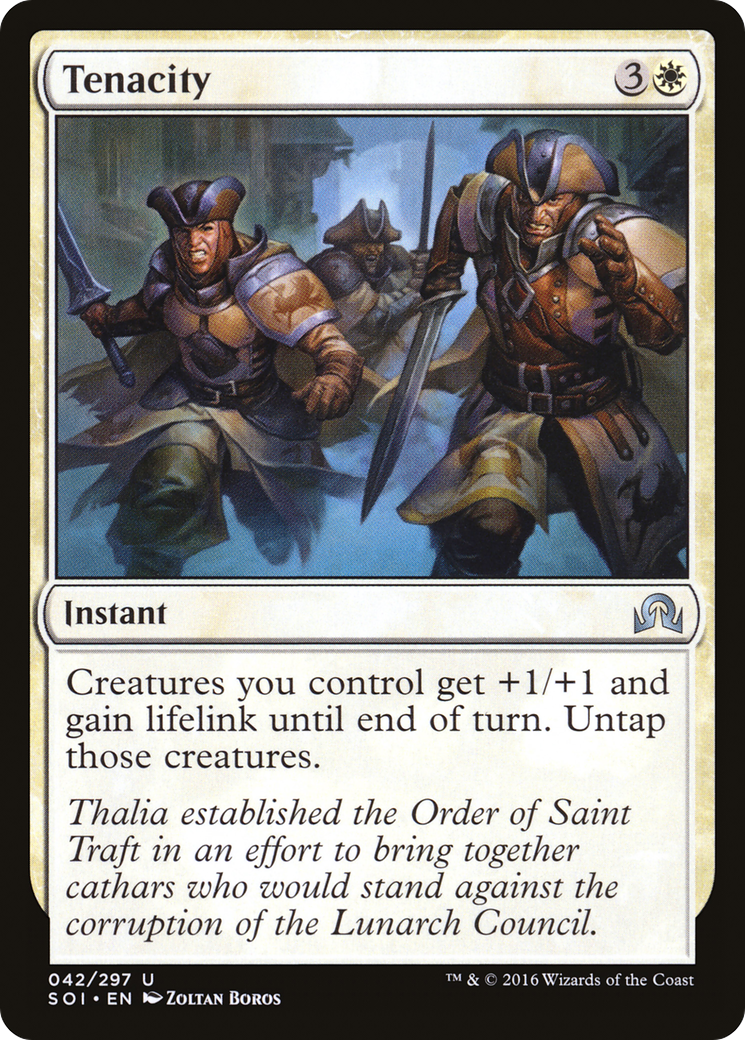 Tenacity 3
Instant
Creatures you control get +1/+1 and
gain lifelink until end of turn. Untap
those creatures.
Thalia established the Order of Saint
Traft in an effort to bring together
cathars who would stand against the
corruption of the Lunarch Council.
042/297 U
SOI • EN Zoltan Boros
™ & © 2016 Wizards of the Coast